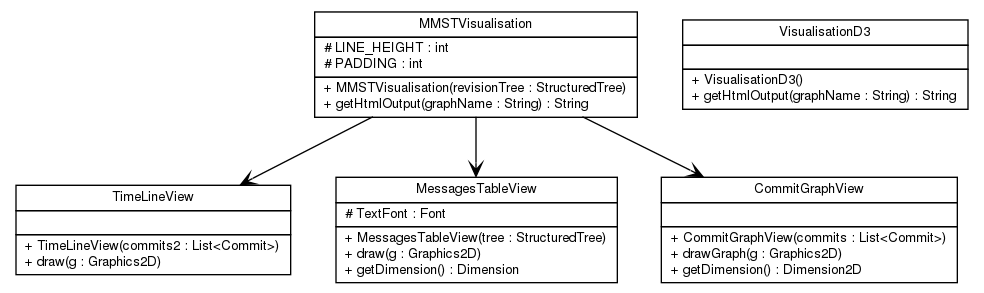 MMSTVisualisation
# LINE_HEIGHT : int
# PADDING : int
+ MMSTVisualisation(revisionTree : StructuredTree)
+ getHtmlOutput(graphName : String) : String
VisualisationD3
+ VisualisationD3()
+ getHtmlOutput(graphName : String) : String
TimeLineView
+ TimeLineView(commits2 : List<Commit>)
+ draw(g : Graphics2D)
MessagesTableView
# TextFont : Font
+ MessagesTableView(tree : StructuredTree)
+ draw(g : Graphics2D)
+ getDimension() : Dimension
CommitGraphView
+ CommitGraphView(commits : List<Commit>)
+ drawGraph(g : Graphics2D)
+ getDimension() : Dimension2D